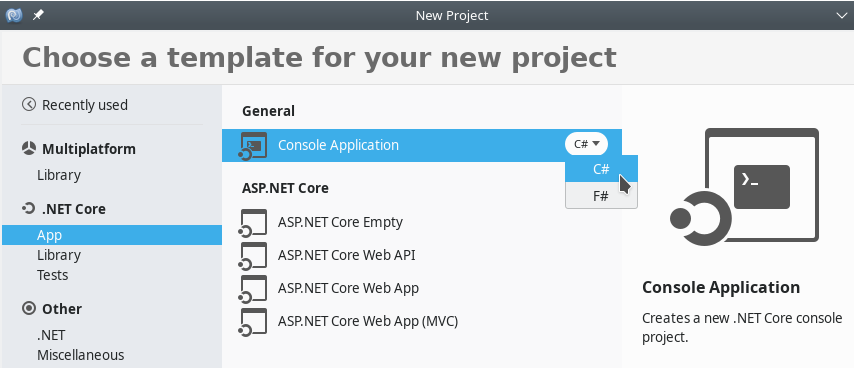 New Project
Choose a template for your new project
Recently used
Multiplatform
Library
.NET Core
App
Library
Tests
Other
.NET
Miscellaneous
General
Console Application C#
C#
F#
ASP.NET Core
ASP.NET Core Empty
ASP.NET Core Web API
ASP.NET Core Web App
ASP.NET Core Web App (MVC)
Console Application
Creates a new .NET Core console
project.